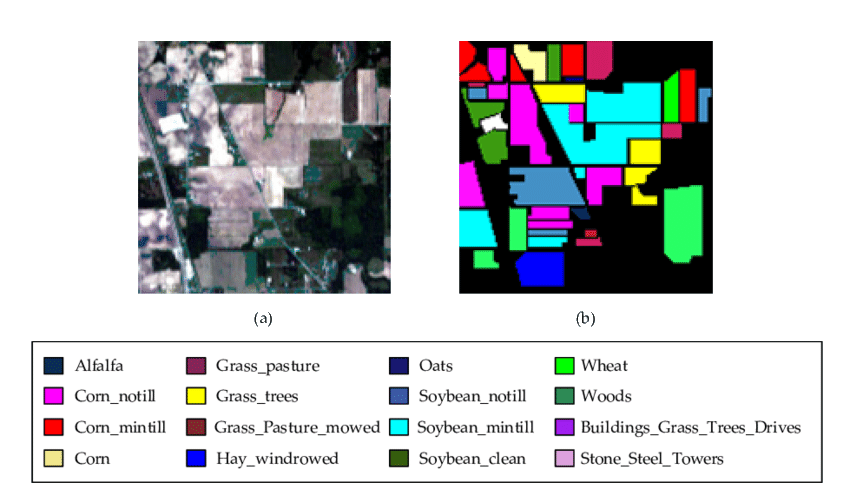 (a) (b)
Alfalfa Grass_pasture Oats Wheat
Corn_notill Grass_trees Soybean_notill Woods
Corn_mintill Grass_Pasture_mowed Soybean_mintill Buildings_Grass_Trees_Drives
Corn Hay_windrowed Soybean_clean Stone_Steel_Towers